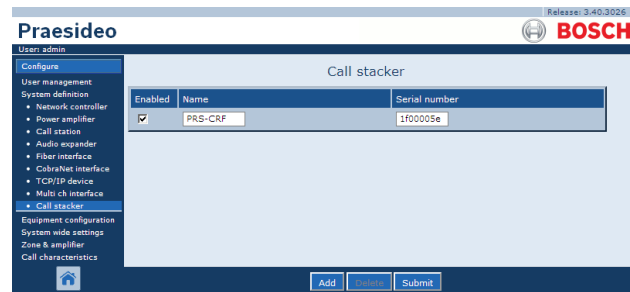 Release: 3.40.3026
Praesideo
BOSCH
User: admin
Configure
User management
System definition
• Network controller
• Power amplifier
• Call station
• Audio expander
• Fiber interface
• CobraNet interface
• TCP/IP device
• Multi ch interface
• Call stacker
Equipment configuration
System wide settings
Zone & amplifier
Call characteristics
Call stacker
Enabled Name Serial number
PRS-CRF 1f00005e
Add Delete Submit